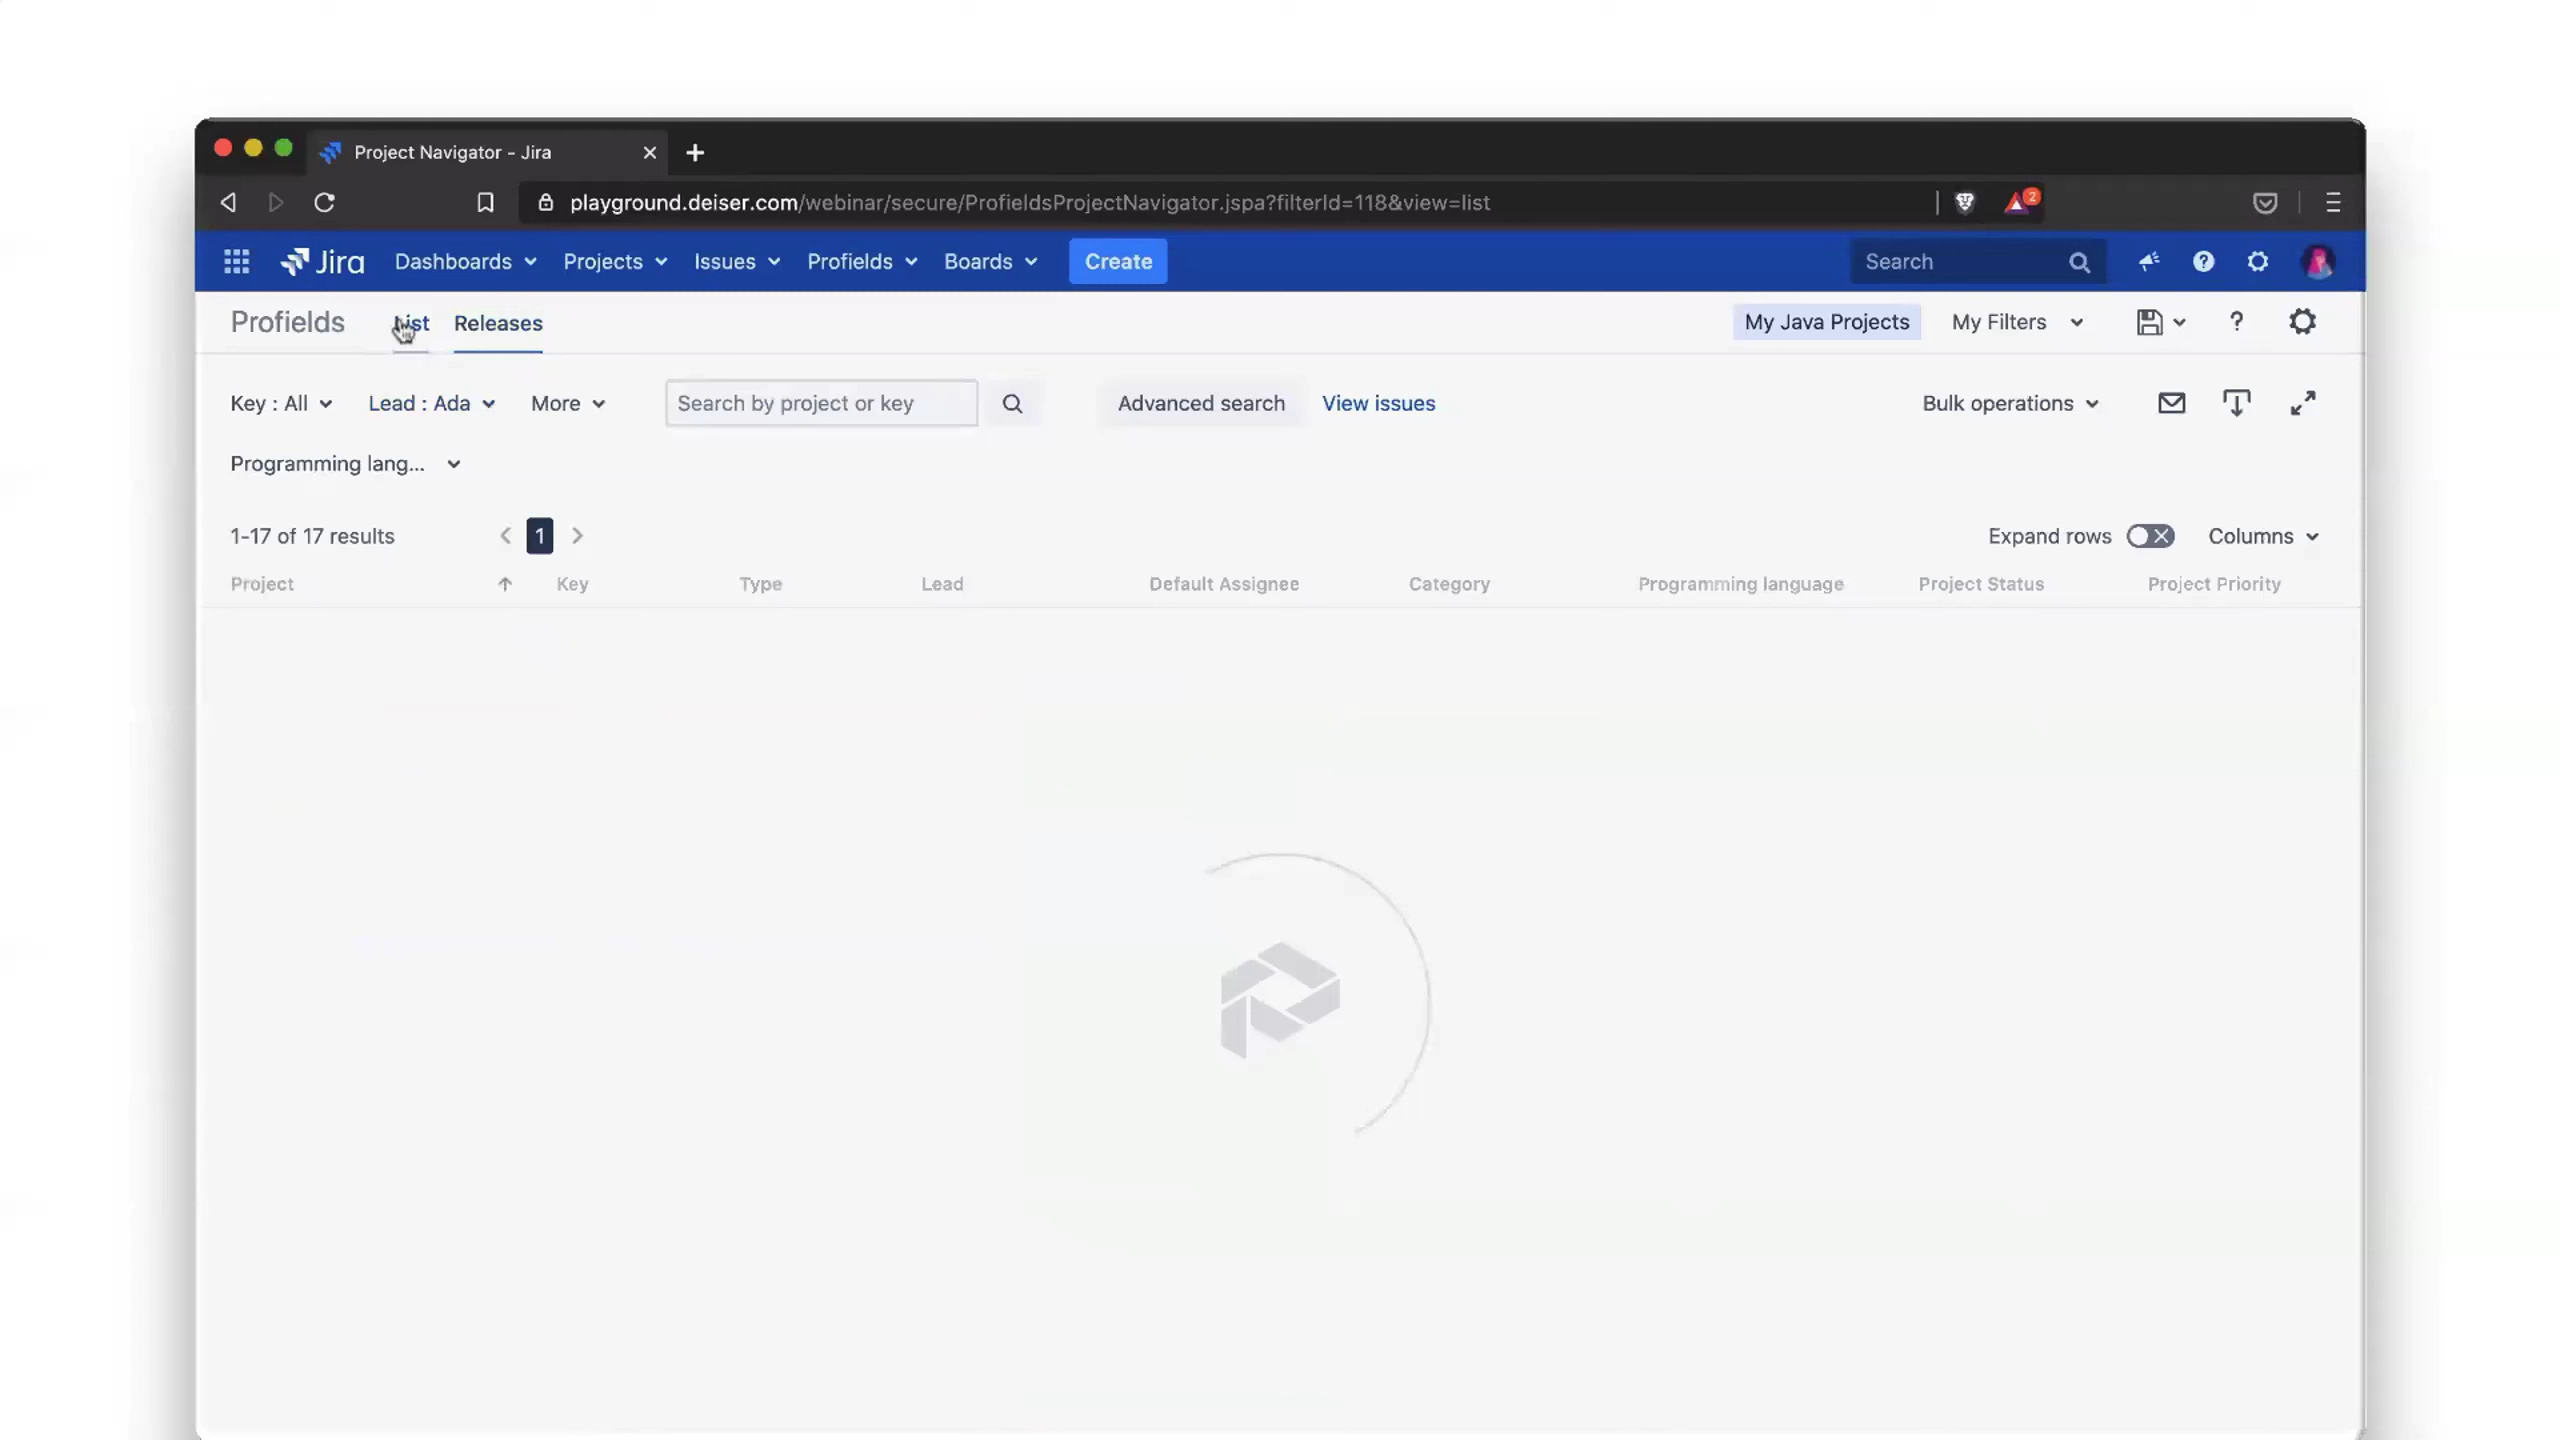 Project Navigator - Jira
playground.deiser.com/webinar/secure/ProfieldsProjectNavigator.jspa?filterId=118&view=list
2
Jira Dashboards Projects Issues Profields Boards Create Search
Profields List Releases My Java Projects My Filters
Key : All Lead : Ada More Search by project or key Advanced search View issues Bulk operations
Programming lang...
1-17 of 17 results 1 Expand rows Columns
Project Key Type Lead Default Assignee Category Programming language Project Status Project Priority